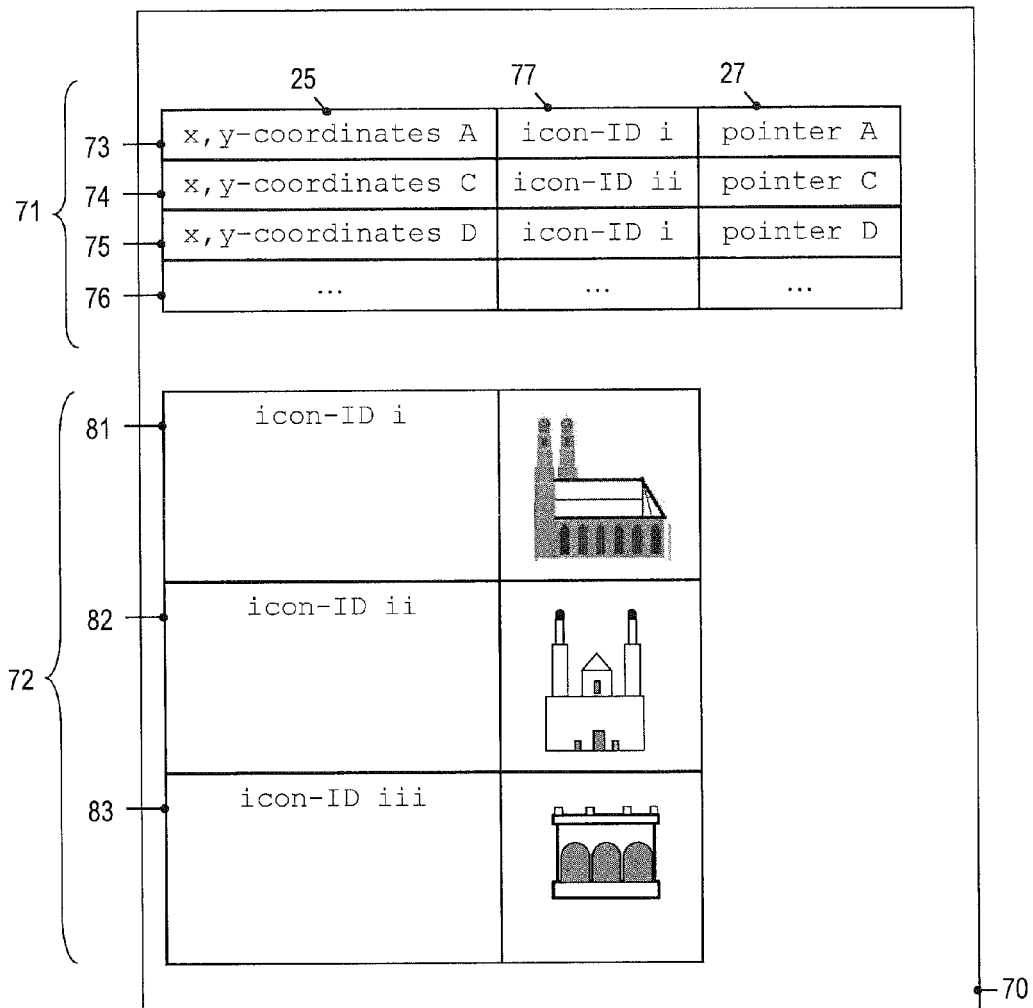 25 77 27
73 x,y-coordinates A icon-ID i pointer A
74 x,y-coordinates C icon-ID ii pointer C
71
75 x,y-coordinates D icon-ID i pointer D
76 ... ... ...
81 icon-ID i
82 icon-ID ii
72
83 icon-ID iii
70